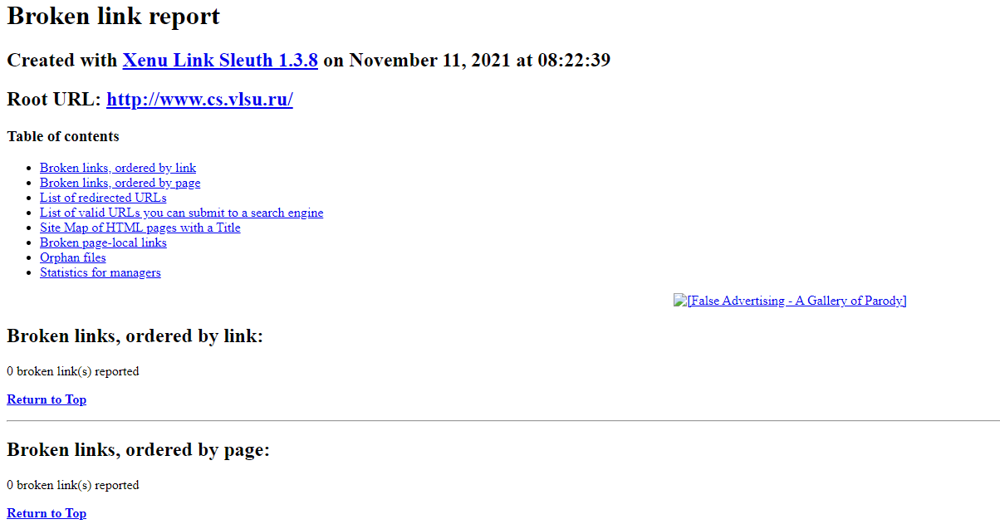 Broken link report
Created with Xenu Link Sleuth 1.3.8 on November 11, 2021 at 08:22:39
Root URL: http://www.cs.vlsu.ru/
Table of contents
Broken links, ordered by link
Broken links, ordered by page
List of redirected URLs
List of valid URLs you can submit to a search engine
Site Map of HTML pages with a Title
Broken page-local links
Orphan files
Statistics for managers
[False Advertising - A Gallery of Parody]
Broken links, ordered by link:
0 broken link(s) reported
Return to Top
Broken links, ordered by page:
0 broken link(s) reported
Return to Top